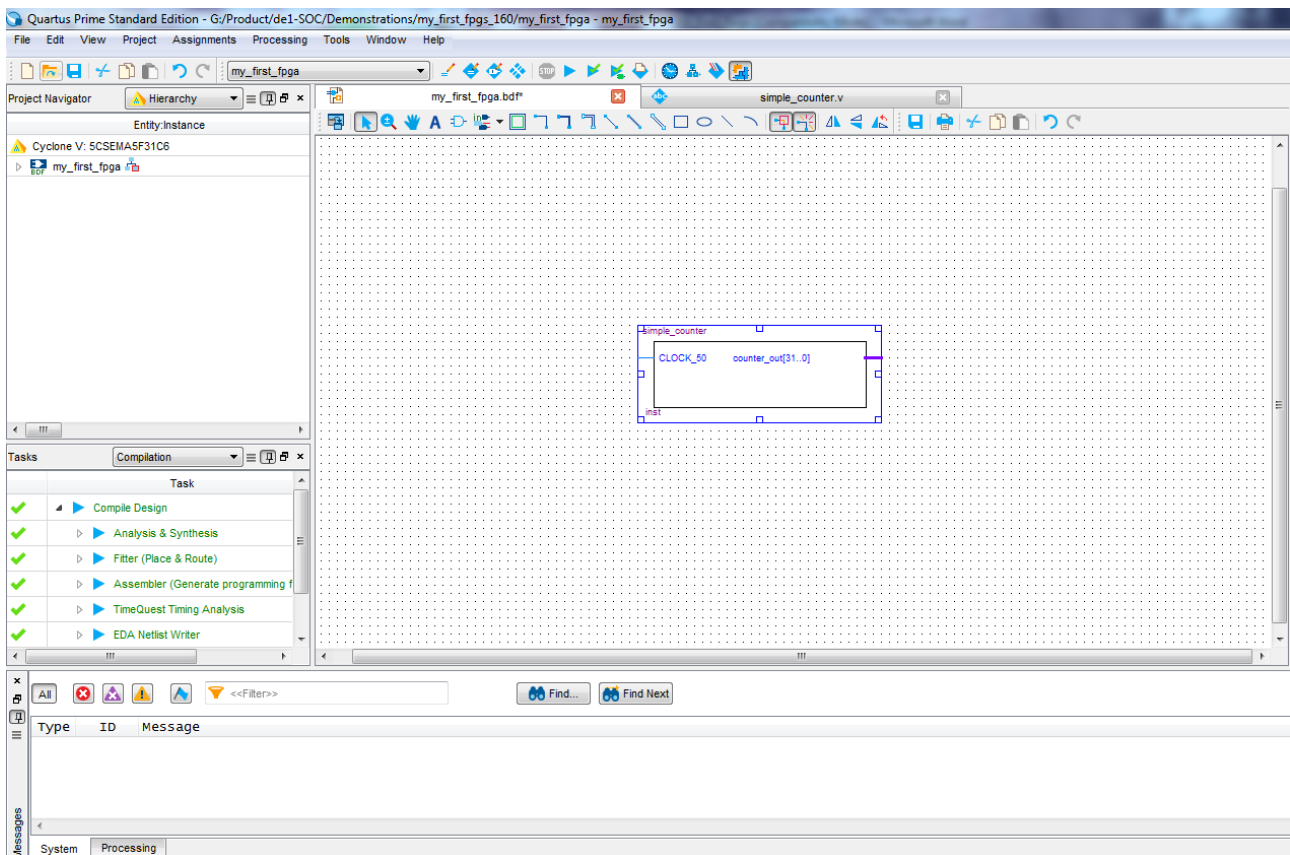 Quartus Prime Standard Edition - G:/Product/de1-SOC/Demonstrations/my_first_fpgs_160/my_first_fpga - my_first_fpga
File Edit View Project Assignments Processing Tools Window Help
my_first_fpga
Project Navigator Hierarchy
my_first_fpga.bdf* simple_counter.v
Entity:Instance
Cyclone V: 5CSEMA5F31C6
my_first_fpga
simple_counter
CLOCK_50 counter_out[31..0]
inst
Tasks Compilation
Task
Compile Design
Analysis & Synthesis
Fitter (Place & Route)
Assembler (Generate programming f
TimeQuest Timing Analysis
EDA Netlist Writer
All <<Filter>> Find... Find Next
Type ID Message
Messages
System Processing